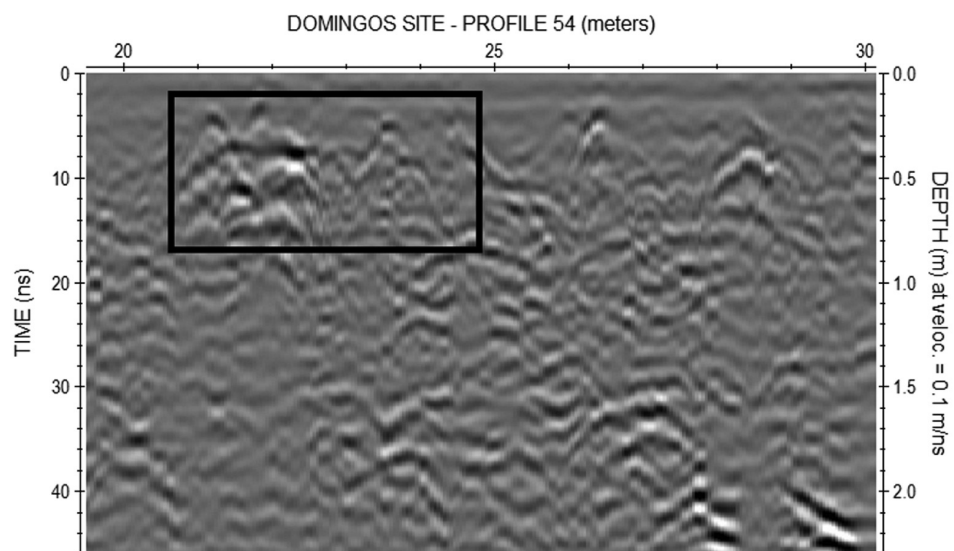 DOMINGOS SITE - PROFILE 54 (meters)
20 25 30
0 0.0
10 0.5
20 1.0
30 1.5
40 2.0
TIME (ns)
DEPTH (m) at veloc. = 0.1 m/ns